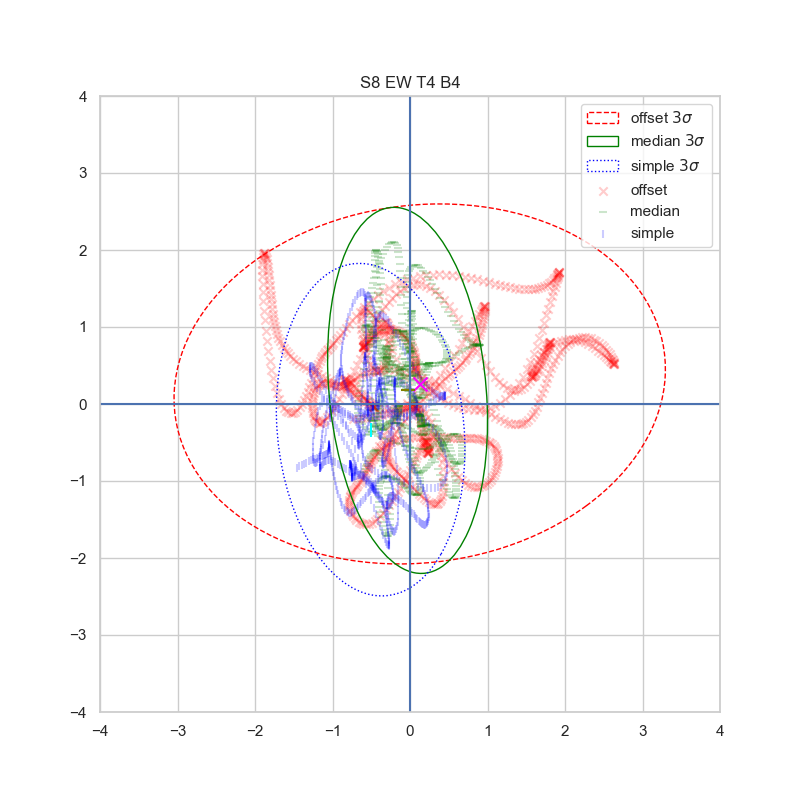 S8 EW T4 B4
offset 3σ
median 3σ
simple 3σ
offset
median
simple
4
3
2
1
0
−1
−2
−3
−4
−4 −3 −2 −1 0 1 2 3 4